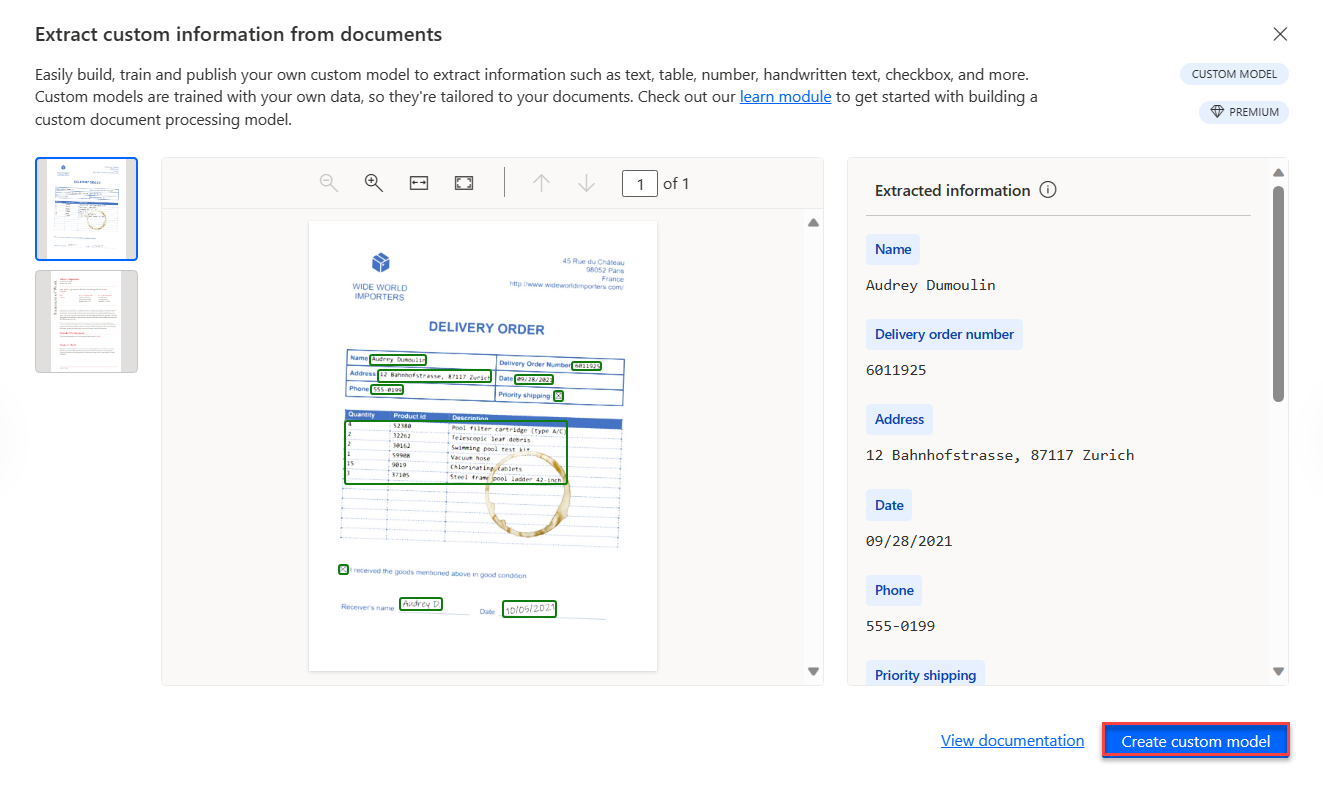 Extract custom information from documents
Easily build, train and publish your own custom model to extract information such as text, table, number, handwritten text, checkbox, and more.
Custom models are trained with your own data, so they're tailored to your documents. Check out our learn module to get started with building a
custom document processing model.
CUSTOM MODEL
PREMIUM
1 of 1
45 Rue du Château
98052 Paris
France
http://www.wideworldimporters.com/
WIDE WORLD
IMPORTERS
DELIVERY ORDER
Name Audrey Dumoulin
Delivery Order Number 6011925
Address 12 Bahnhofstrasse, 87117 Zurich
Date 09/28/2021
Phone 555-0199
Priority shipping
Quantity Product id Description
4 52380 Pool filter cartridge (type A/C)
2 32262 Telescopic leaf debris
2 30162 Swimming pool test kit
1 59908 Vacuum hose
15 9019 Chlorinating tablets
37105 Steel frame pool ladder 42-inch
I received the goods mentioned above in good condition
Receiver's name Audrey D. Date 10/05/2021
Extracted information
Name
Audrey Dumoulin
Delivery order number
6011925
Address
12 Bahnhofstrasse, 87117 Zurich
Date
09/28/2021
Phone
555-0199
Priority shipping
View documentation
Create custom model